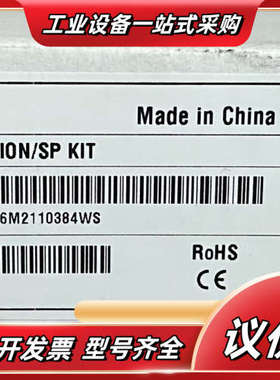 工业设备一站式采购
Made in China
ION/SP KIT
6M2110384WS
RoHS
CE
开发票 型号齐全
议价